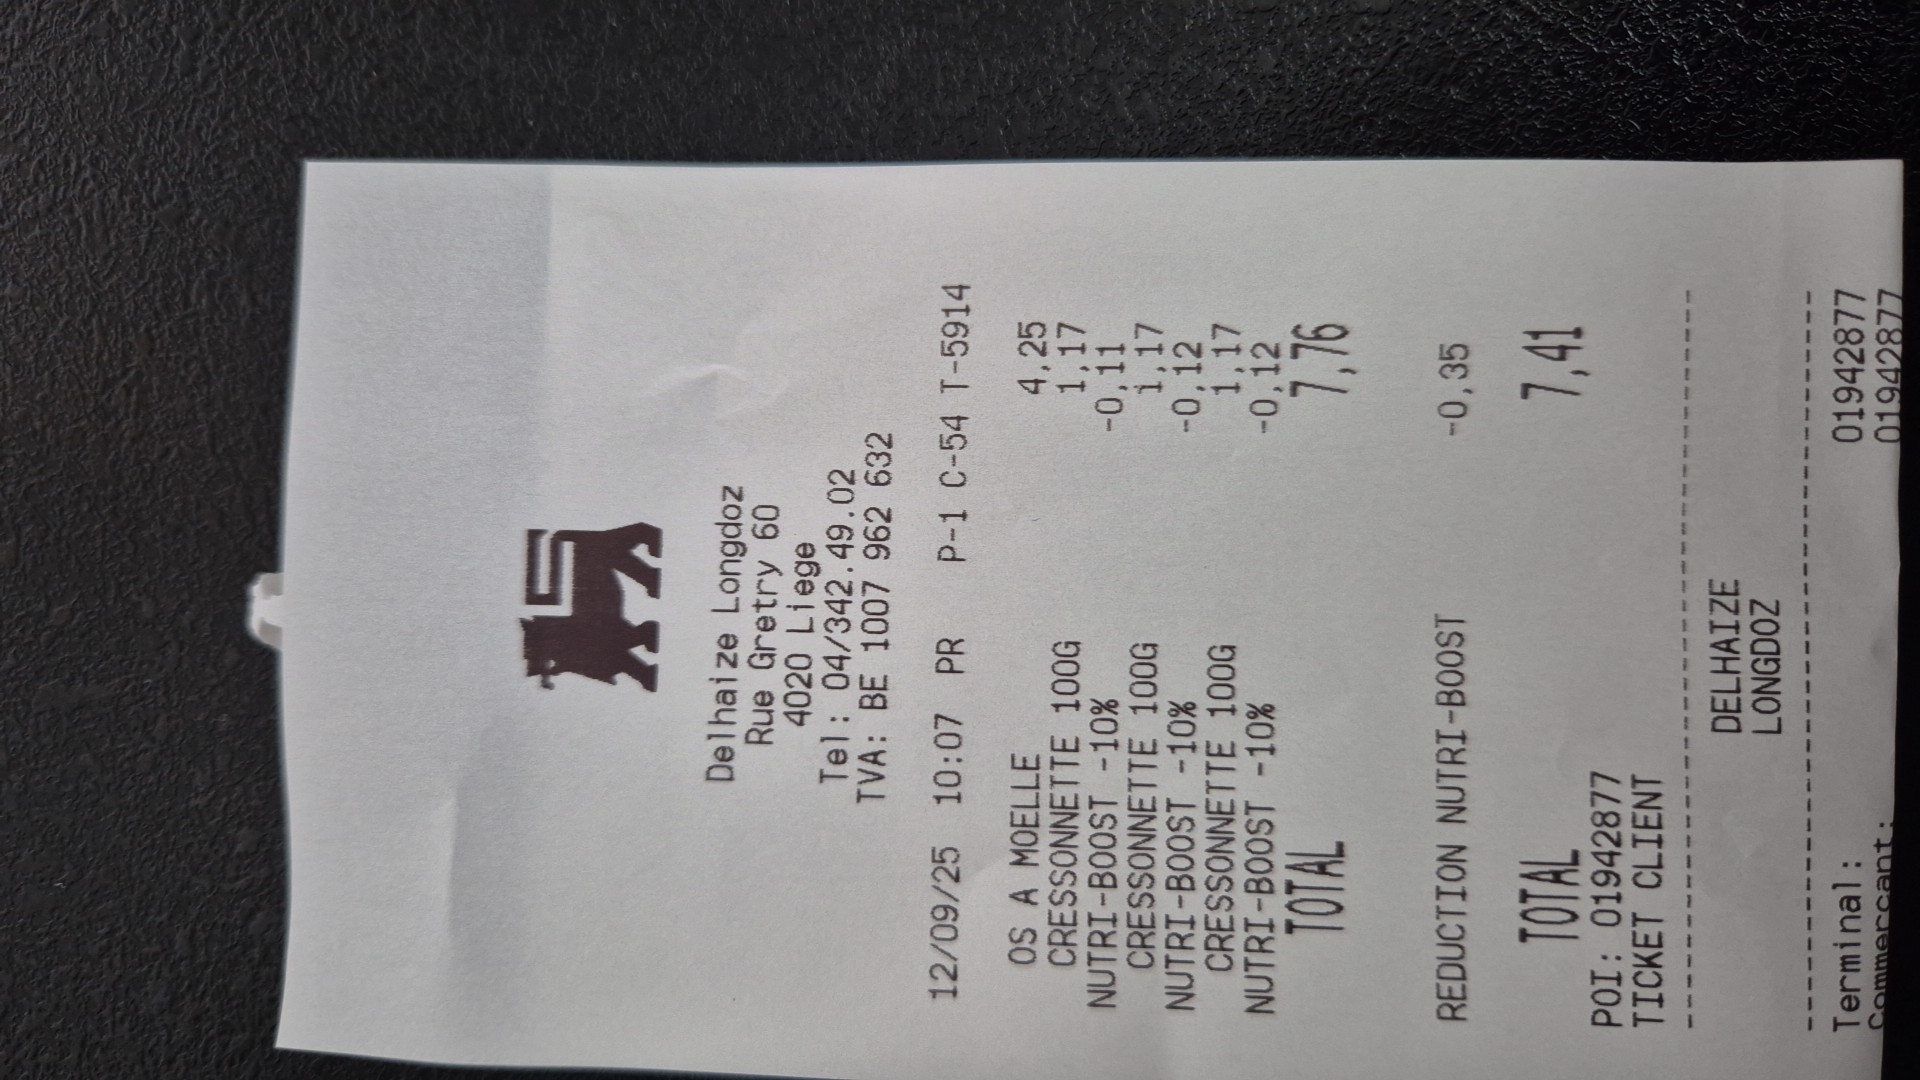 Delhaize Longdoz
Rue Gretry 60
4020 Liege
Tel: 04/342.49.02
TVA: BE 1007 962 632
12/09/25 10:07 PR P-1 C-54 T-5914
OS A MOELLE 4,25
CRESSONNETTE 100G 1,17
NUTRI-BOOST -10% -0,11
CRESSONNETTE 100G 1,17
NUTRI-BOOST -10% -0,12
CRESSONNETTE 100G 1,17
NUTRI-BOOST -10% -0,12
TOTAL 7,76
REDUCTION NUTRI-BOOST -0,35
TOTAL 7,41
POI: 01942877
TICKET CLIENT
DELHAIZE
LONGDOZ
Terminal: 01942877
Commercant: 01942877